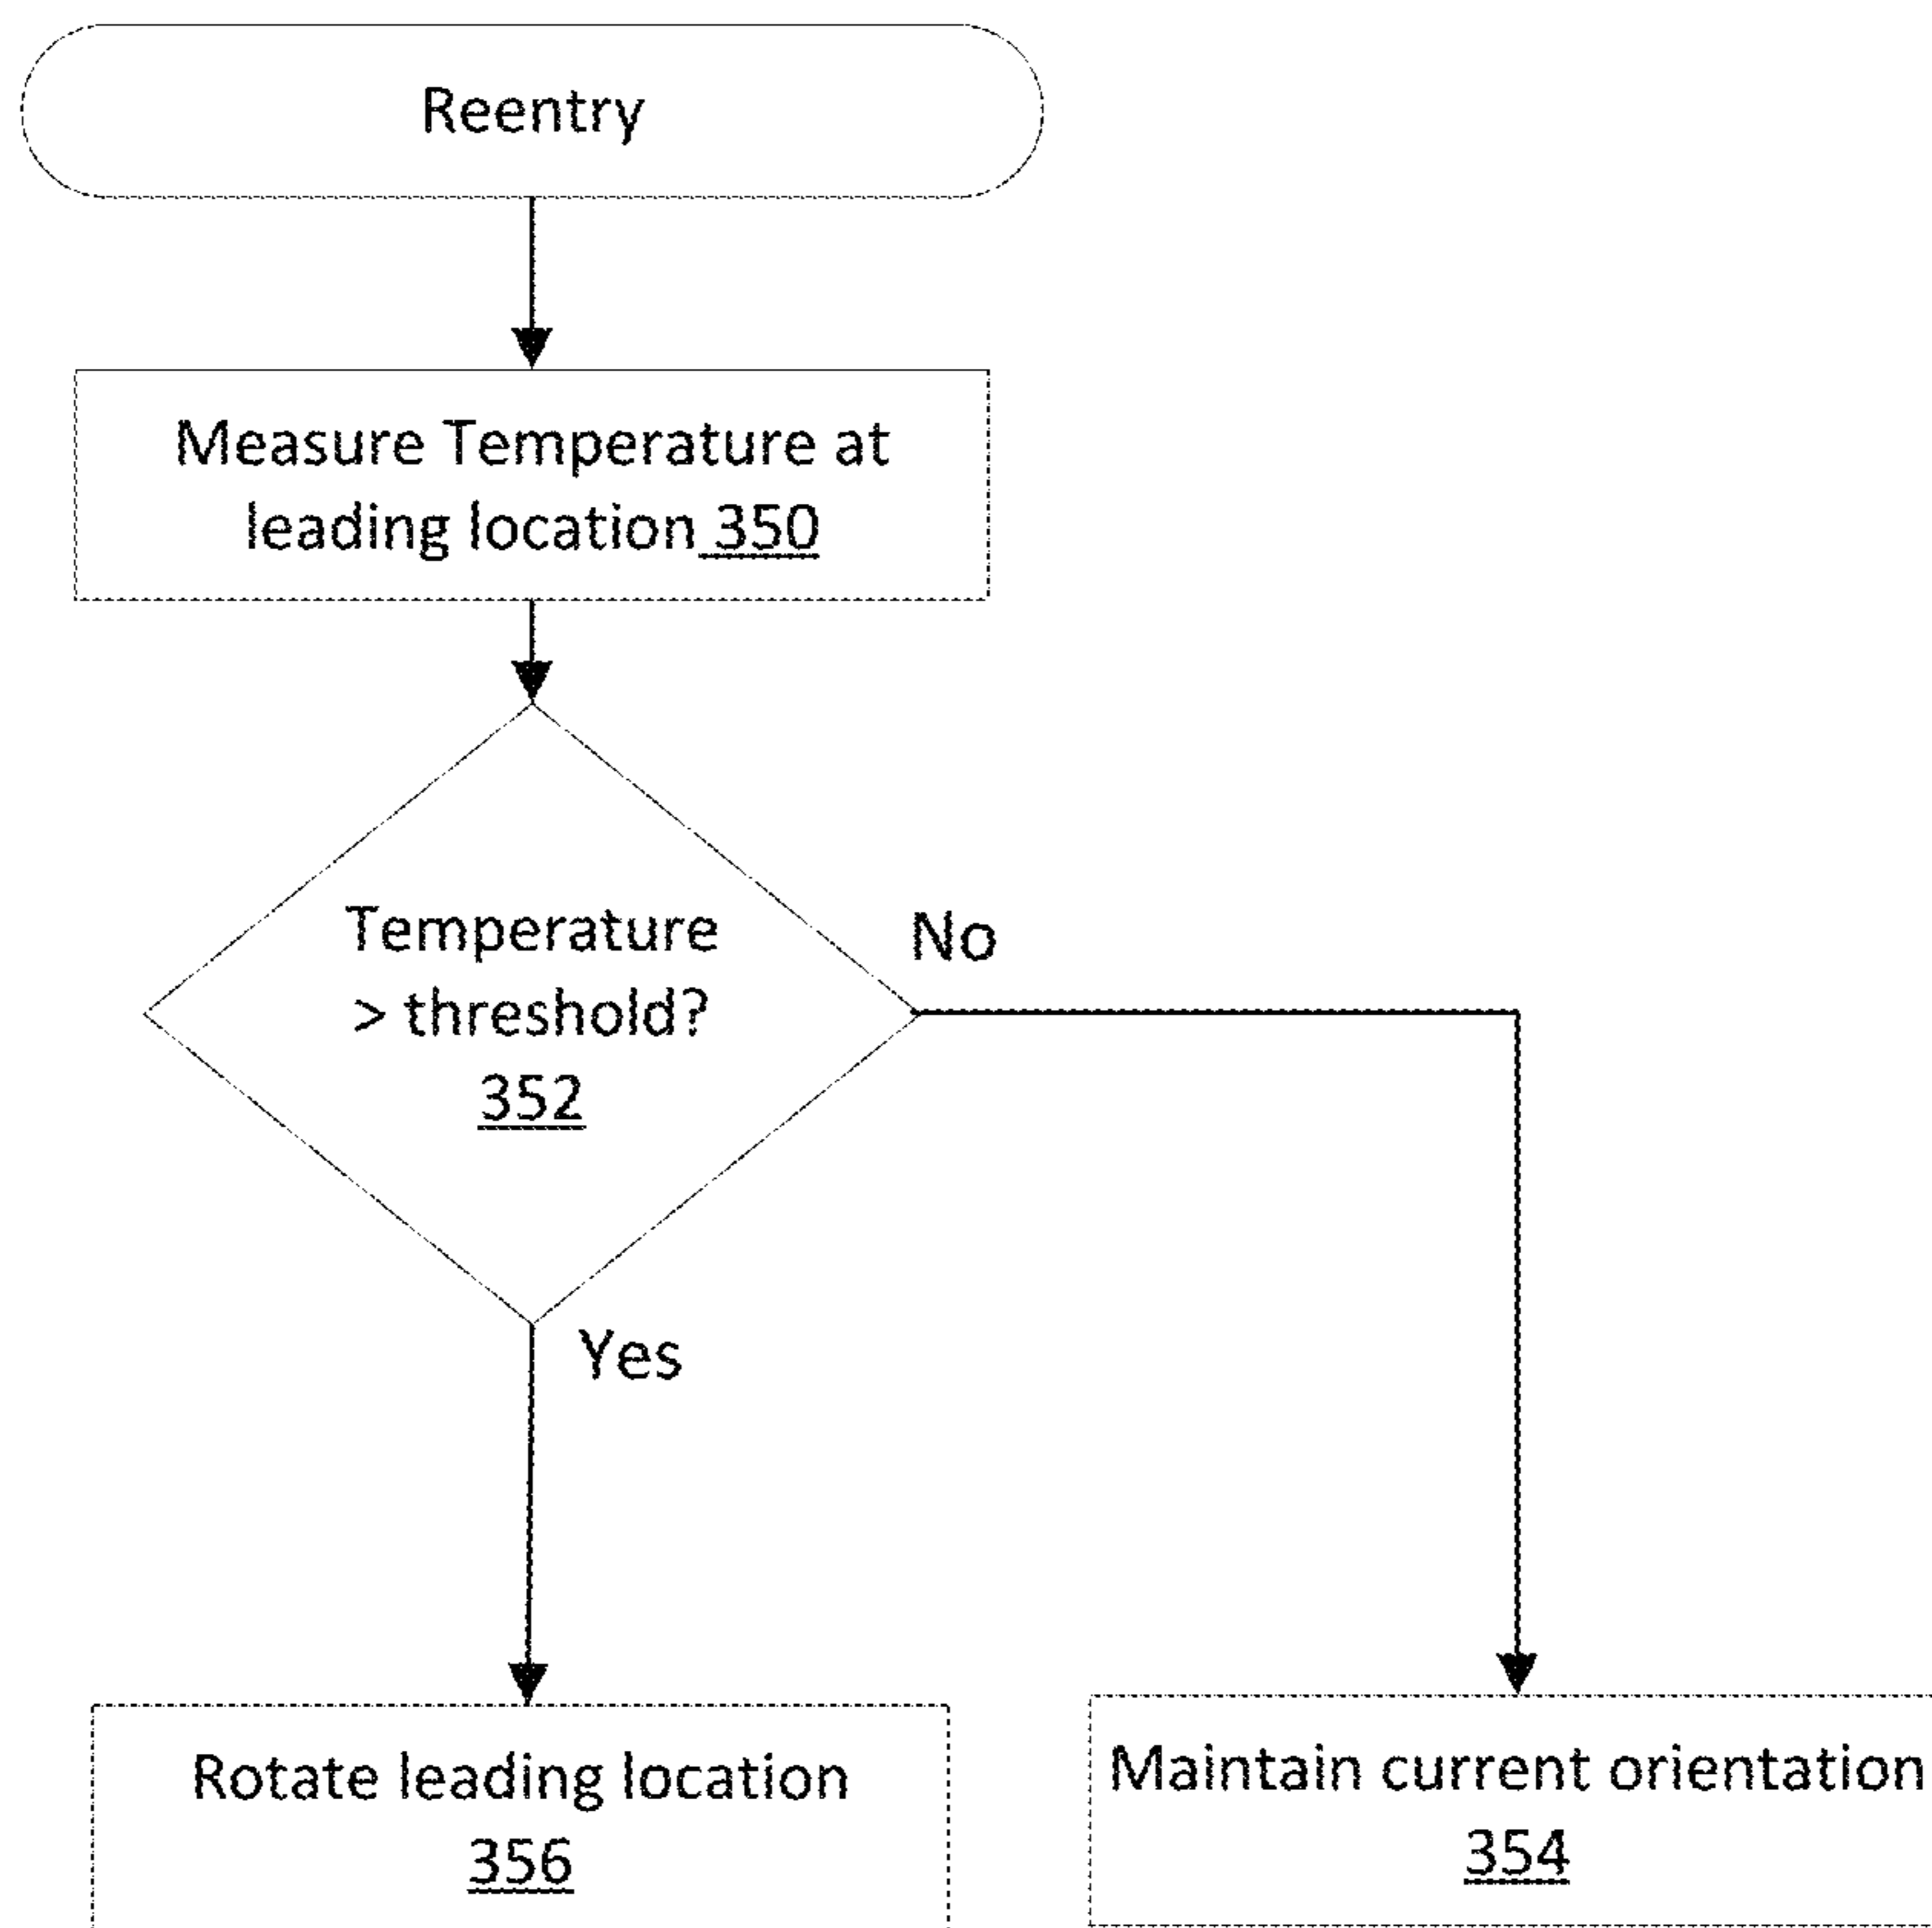 Reentry
Measure Temperature at
leading location 350
Temperature
> threshold?
352
No
Yes
Rotate leading location
356
Maintain current orientation
354